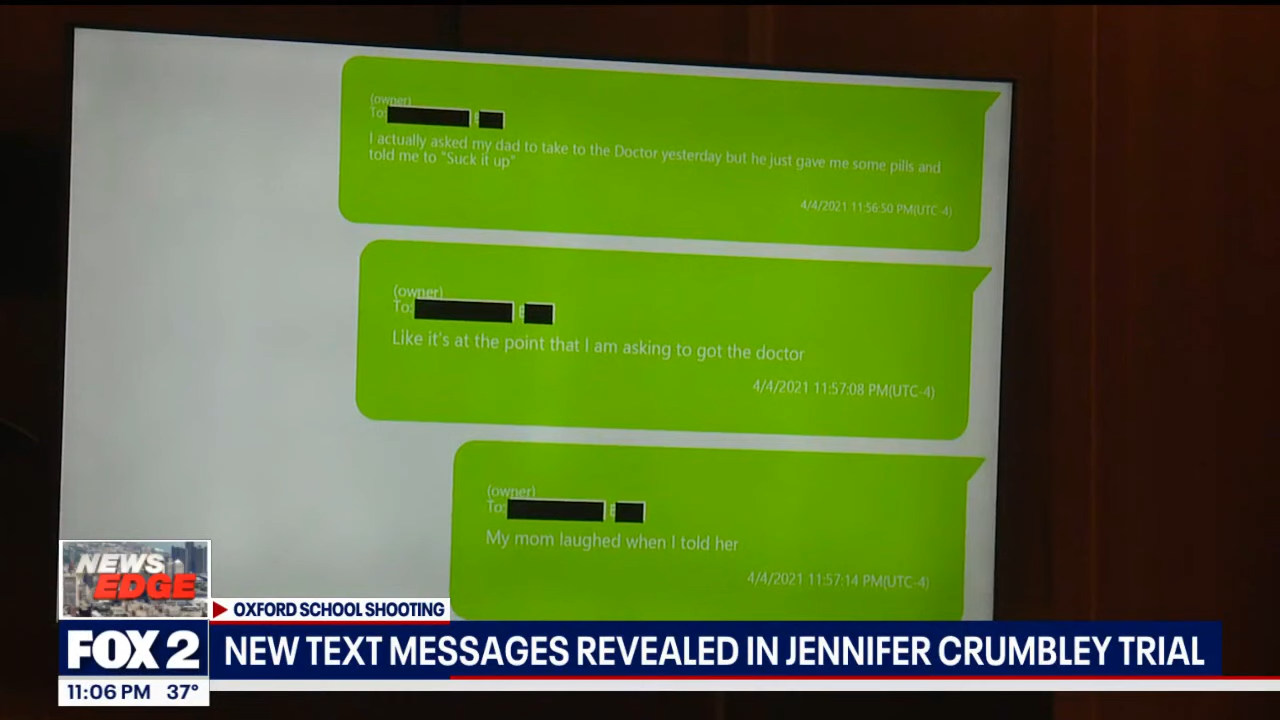 (owner)
To:
I actually asked my dad to take to the Doctor yesterday but he just gave me some pills and
told me to "Suck it up"
4/4/2021 11:56:50 PM(UTC-4)
(owner)
To:
Like it's at the point that I am asking to got the doctor
4/4/2021 11:57:08 PM(UTC-4)
(owner)
To:
My mom laughed when I told her
4/4/2021 11:57:14 PM(UTC-4)
NEWS
EDGE
OXFORD SCHOOL SHOOTING
FOX 2
NEW TEXT MESSAGES REVEALED IN JENNIFER CRUMBLEY TRIAL
11:06 PM 37°